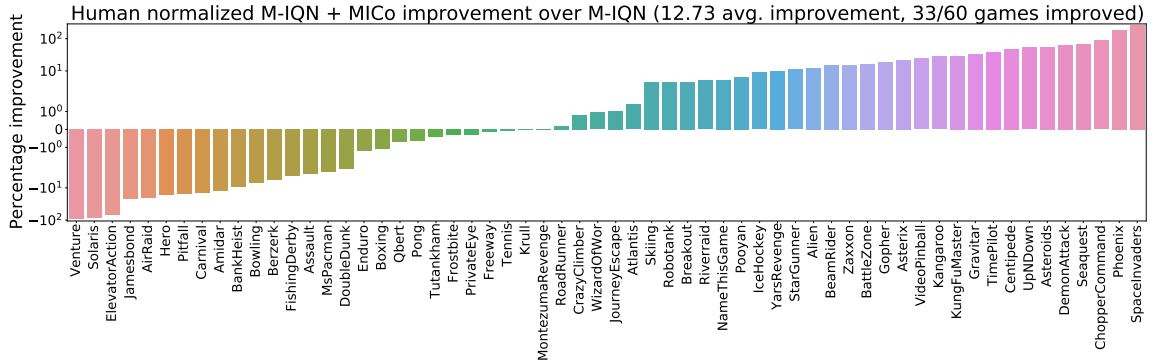 Human normalized M-IQN + MICo improvement over M-IQN (12.73 avg. improvement, 33/60 games improved)
Percentage improvement
10²
10¹
10⁰
0
−10⁰
−10¹
−10²
Venture
Solaris
ElevatorAction
Jamesbond
AirRaid
Hero
Pitfall
Carnival
Amidar
BankHeist
Bowling
Berzerk
FishingDerby
Assault
MsPacman
DoubleDunk
Enduro
Boxing
Qbert
Pong
Tutankham
Frostbite
PrivateEye
Freeway
Tennis
Krull
MontezumaRevenge
RoadRunner
CrazyClimber
WizardOfWor
JourneyEscape
Atlantis
Skiing
Robotank
Breakout
Riverraid
NameThisGame
Pooyan
IceHockey
YarsRevenge
StarGunner
Alien
BeamRider
Zaxxon
BattleZone
Gopher
Asterix
VideoPinball
Kangaroo
KungFuMaster
Gravitar
TimePilot
Centipede
UpNDown
Asteroids
DemonAttack
Seaquest
ChopperCommand
Phoenix
SpaceInvaders